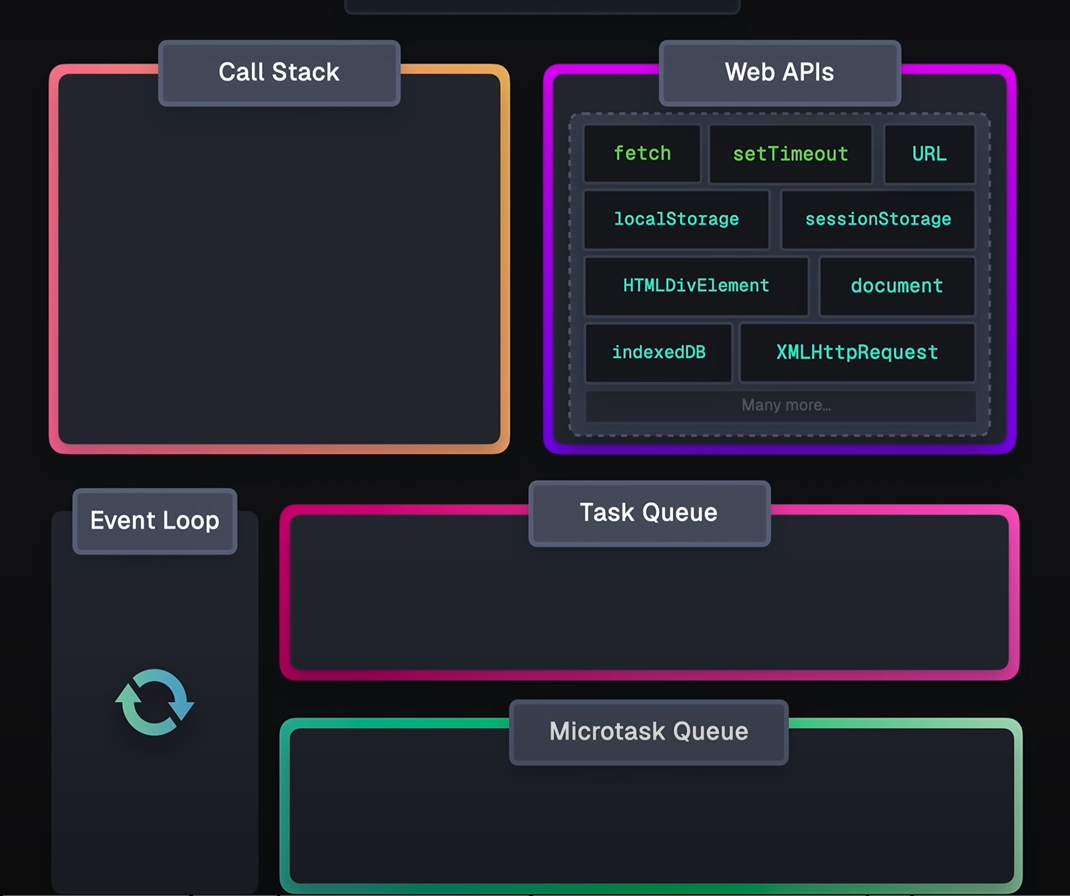 Call Stack
Web APIs
fetch
setTimeout
URL
localStorage
sessionStorage
HTMLDivElement
document
indexedDB
XMLHttpRequest
Many more...
Event Loop
Task Queue
Microtask Queue